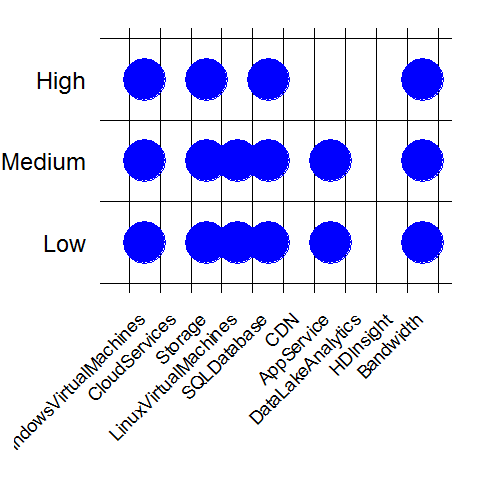 High
Medium
Low
ndowsVirtualMachines
CloudServices
Storage
LinuxVirtualMachines
SQLDatabase
CDN
AppService
DataLakeAnalytics
HDInsight
Bandwidth